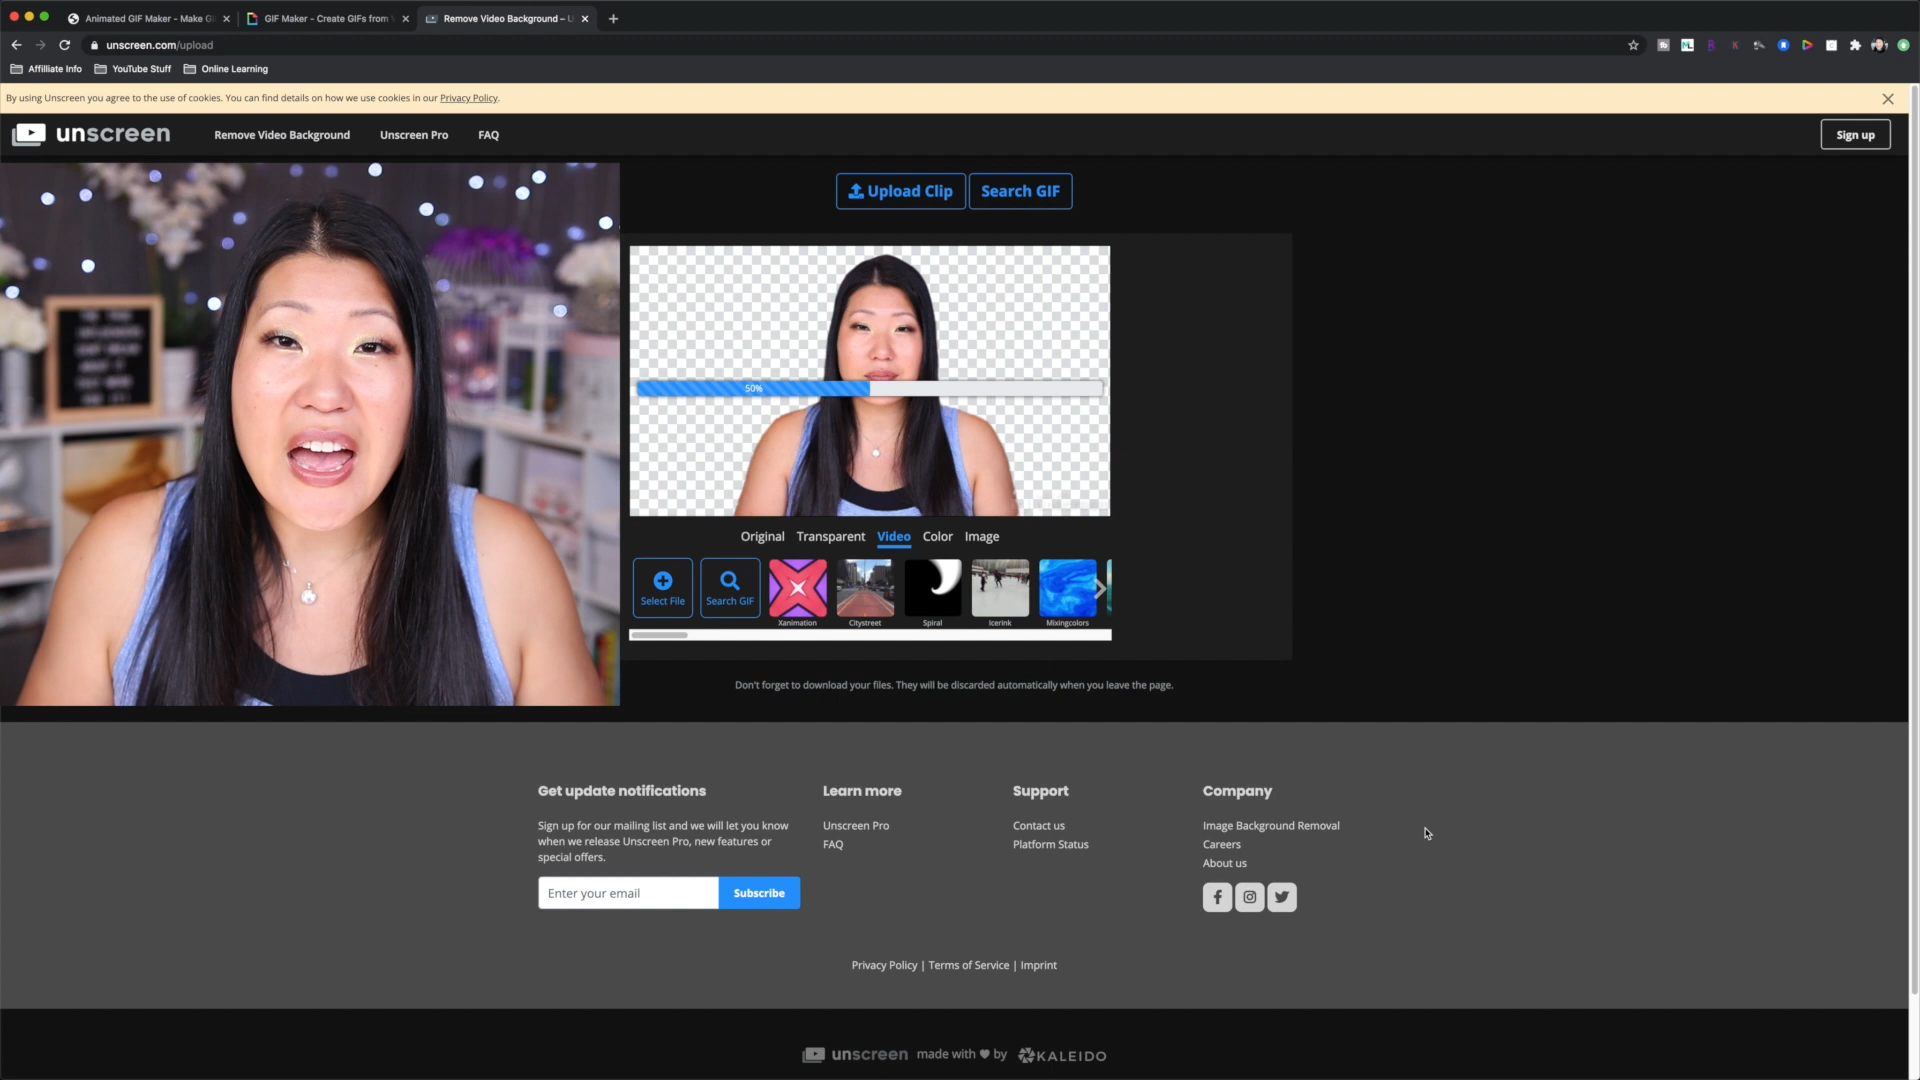 Animated GIF Maker - Make GI
GIF Maker - Create GIFs from V
Remove Video Background – U
unscreen.com/upload
Affilliate Info
YouTube Stuff
Online Learning
By using Unscreen you agree to the use of cookies. You can find details on how we use cookies in our Privacy Policy.
unscreen
Remove Video Background
Unscreen Pro
FAQ
Sign up
Upload Clip
Search GIF
50%
Original
Transparent
Video
Color
Image
Select File
Search GIF
Xanimation
Citystreet
Spiral
Icerink
Mixingcolors
Don't forget to download your files. They will be discarded automatically when you leave the page.
Get update notifications
Sign up for our mailing list and we will let you know
when we release Unscreen Pro, new features or
special offers.
Enter your email
Subscribe
Learn more
Unscreen Pro
FAQ
Support
Contact us
Platform Status
Company
Image Background Removal
Careers
About us
Privacy Policy | Terms of Service | Imprint
unscreen made with by KALEIDO